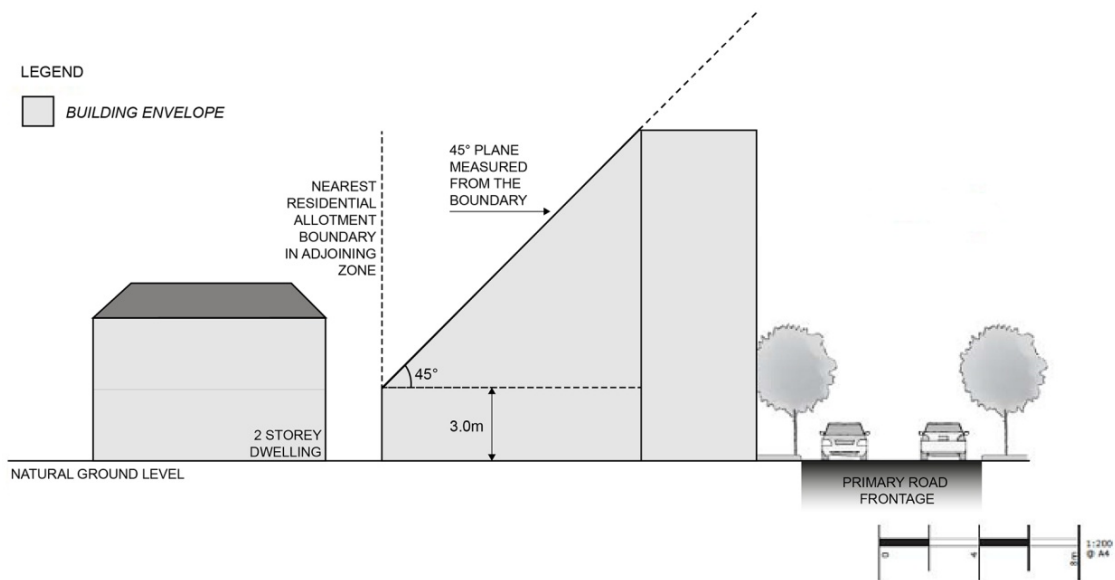 LEGEND
BUILDING ENVELOPE
45° PLANE
MEASURED
FROM THE
BOUNDARY
NEAREST
RESIDENTIAL
ALLOTMENT
BOUNDARY
IN ADJOINING
ZONE
45°
3.0m
2 STOREY
DWELLING
NATURAL GROUND LEVEL
PRIMARY ROAD
FRONTAGE
0
4
8m
1:200
@ A4